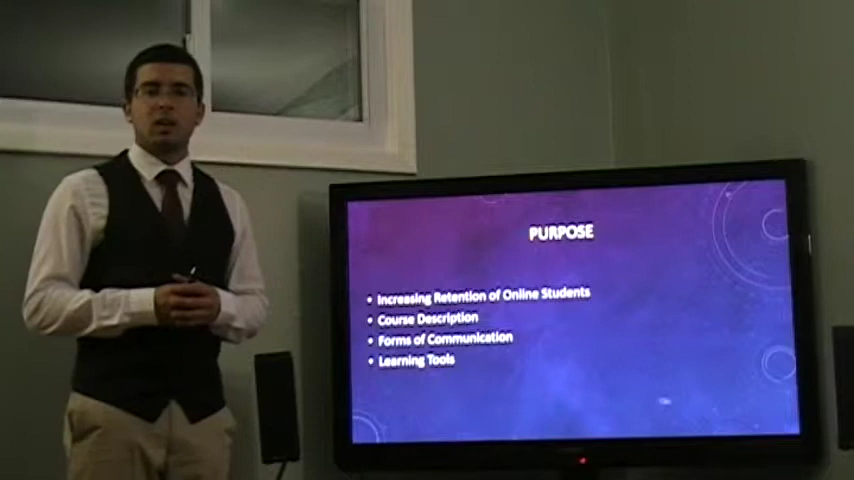 PURPOSE
• Increasing Retention of Online Students
• Course Description
• Forms of Communication
• Learning Tools